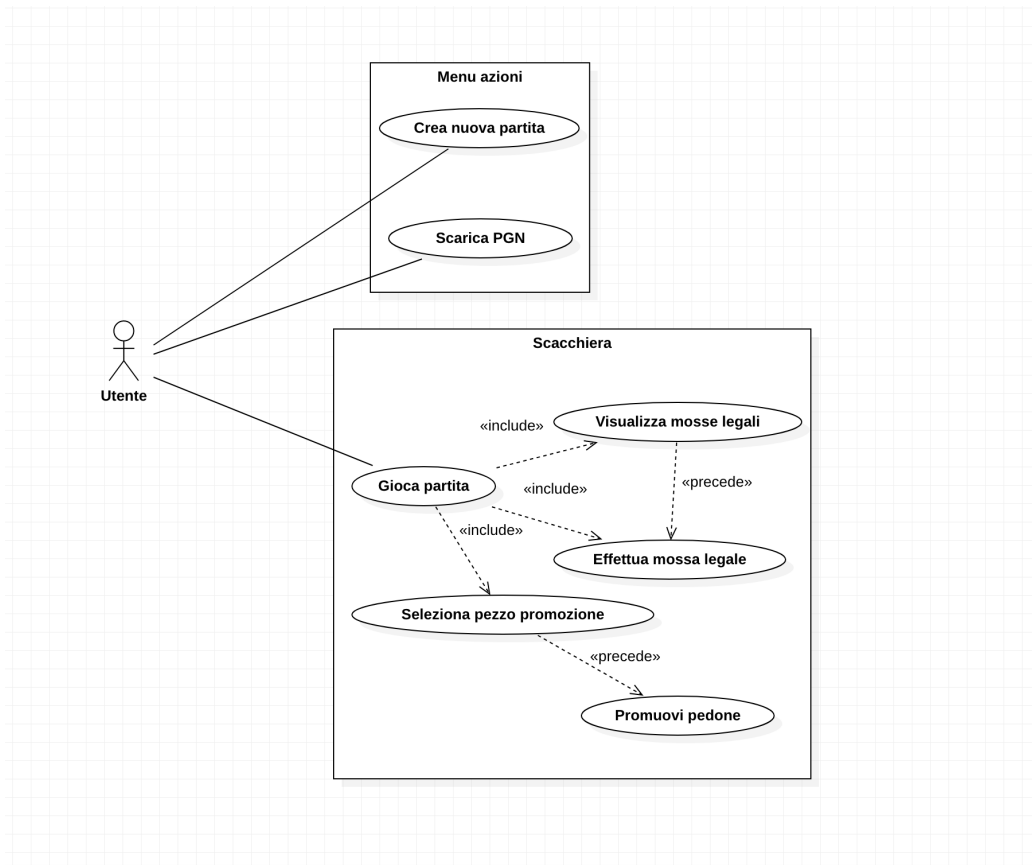 Menu azioni
Crea nuova partita
Scarica PGN
Utente
Scacchiera
Visualizza mosse legali
«include»
«precede»
Gioca partita
«include»
«include»
Effettua mossa legale
Seleziona pezzo promozione
«precede»
Promuovi pedone